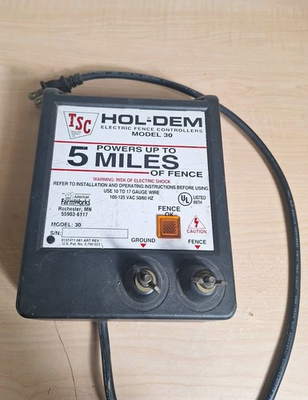 TSC
HOL-DEM
ELECTRIC FENCE CONTROLLERS
MODEL 30
POWERS UP TO
5 MILES
OF FENCE
WARNING: RISK OF ELECTRIC SHOCK
REFER TO INSTALLATION AND OPERATING INSTRUCTIONS BEFORE USING
USE 10 TO 17 GAUGE WIRE
105-125 VAC 50/60 HZ
American
FarmWorks
Rochester, MN
55903-6117
UL
LISTED
FENCE
OK
MODEL: 30
S/N:
GROUND
FENCE
CAUTION